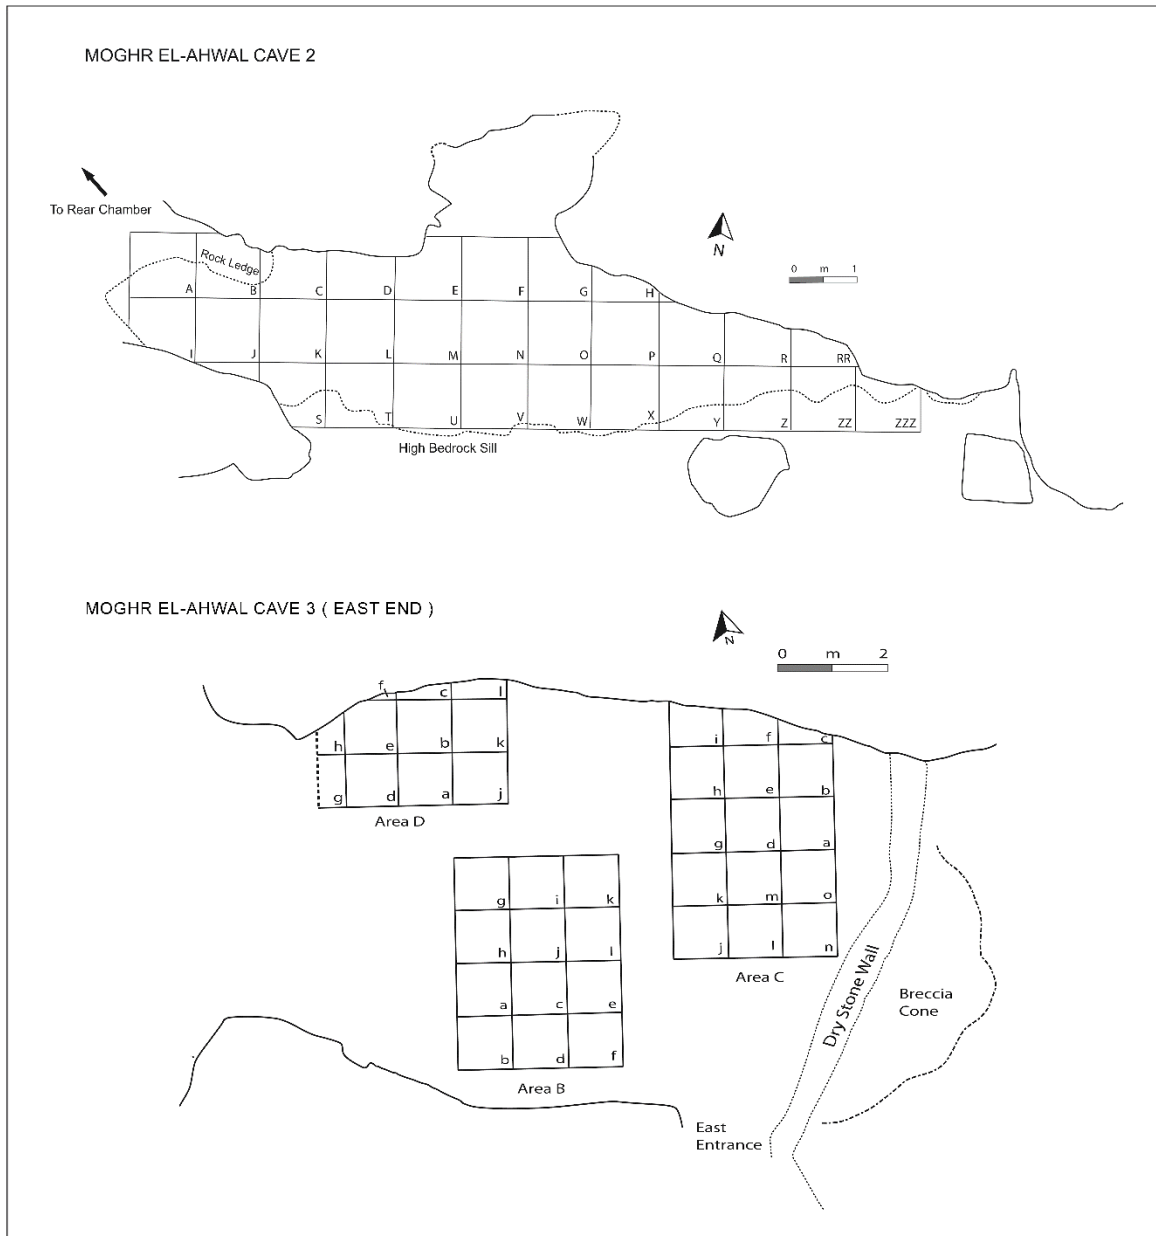 MOGHR EL-AHWAL CAVE 2
To Rear Chamber
N
0 m 1
Rock Ledge
A B C D E F G H
I J K L M N O P Q R RR
S T U V W X Y Z ZZ ZZZ
High Bedrock Sill
MOGHR EL-AHWAL CAVE 3 ( EAST END )
N
0 m 2
f c l
h e b k
g d a j
Area D
i f c
h e b
g d a
k m o
j l n
Area C
g i k
h j l
a c e
b d f
Area B
Dry Stone Wall
Breccia
Cone
East
Entrance